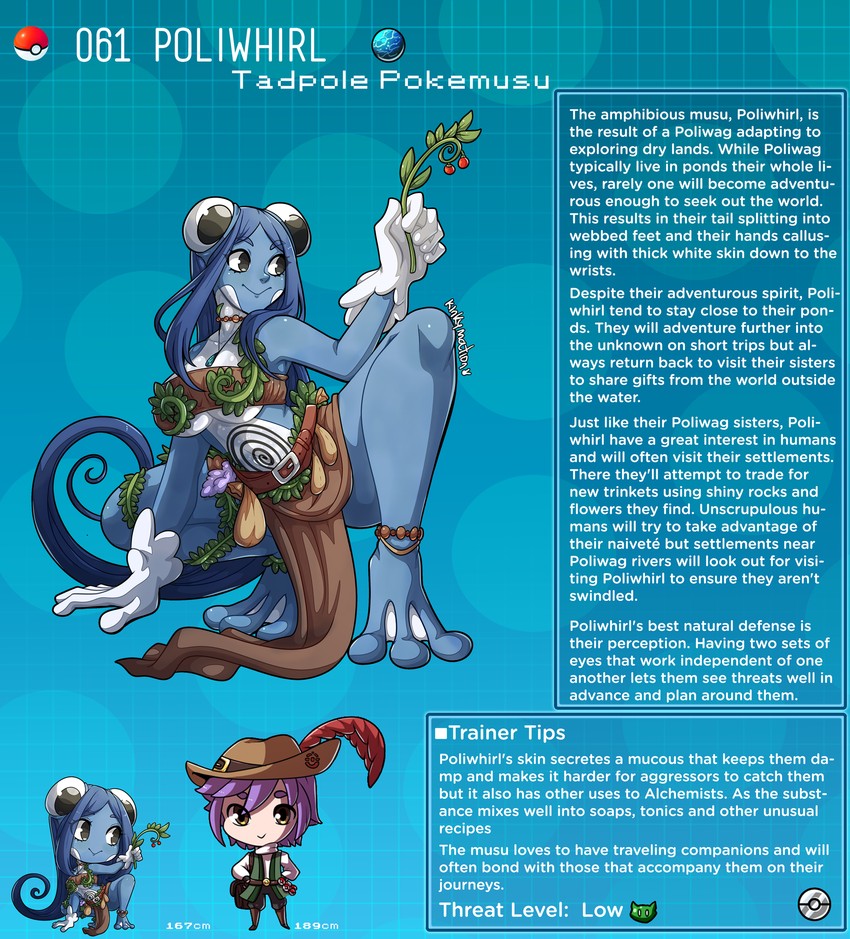 061 POLIWHIRL
Tadpole Pokemusu
The amphibious musu, Poliwhirl, is
the result of a Poliwag adapting to
exploring dry lands. While Poliwag
typically live in ponds their whole li-
ves, rarely one will become adventu-
rous enough to seek out the world.
This results in their tail splitting into
webbed feet and their hands callus-
ing with thick white skin down to the
wrists.
Despite their adventurous spirit, Poli-
whirl tend to stay close to their pon-
ds. They will adventure further into
the unknown on short trips but al-
ways return back to visit their sisters
to share gifts from the world outside
the water.
Just like their Poliwag sisters, Poli-
whirl have a great interest in humans
and will often visit their settlements.
There they'll attempt to trade for
new trinkets using shiny rocks and
flowers they find. Unscrupulous hu-
mans will try to take advantage of
their naiveté but settlements near
Poliwag rivers will look out for visi-
ting Poliwhirl to ensure they aren't
swindled.
Poliwhirl's best natural defense is
their perception. Having two sets of
eyes that work independent of one
another lets them see threats well in
advance and plan around them.
Kinkymation
Trainer Tips
Poliwhirl's skin secretes a mucous that keeps them da-
mp and makes it harder for aggressors to catch them
but it also has other uses to Alchemists. As the subst-
ance mixes well into soaps, tonics and other unusual
recipes
The musu loves to have traveling companions and will
often bond with those that accompany them on their
journeys.
Threat Level: Low
167cm
189cm